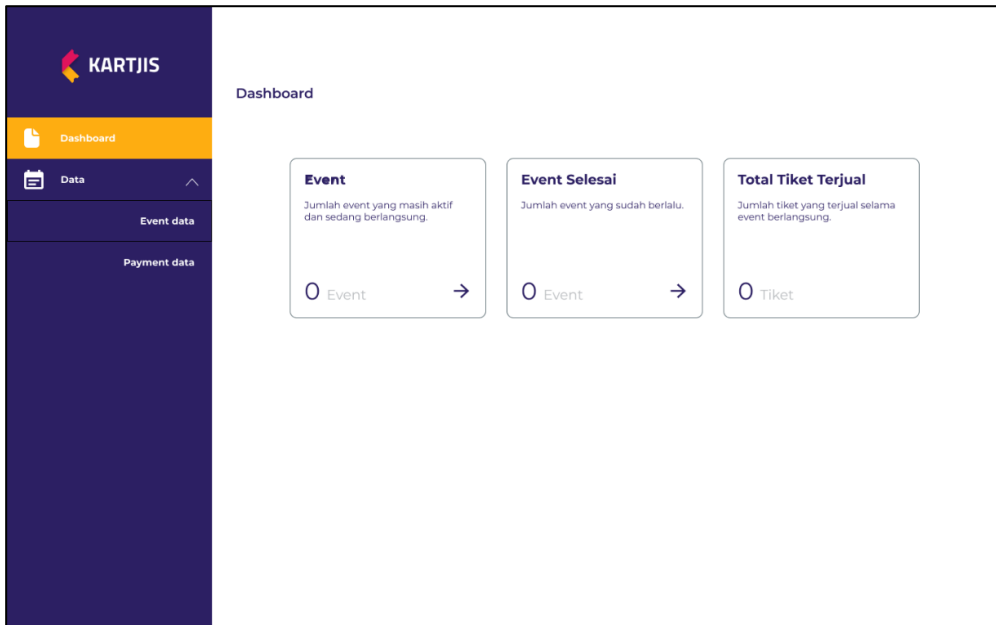 KARTJIS
Dashboard
Data
Event data
Payment data
Dashboard
Event
Jumlah event yang masih aktif
dan sedang berlangsung.
0 Event
Event Selesai
Jumlah event yang sudah berlalu.
0 Event
Total Tiket Terjual
Jumlah tiket yang terjual selama
event berlangsung.
0 Tiket